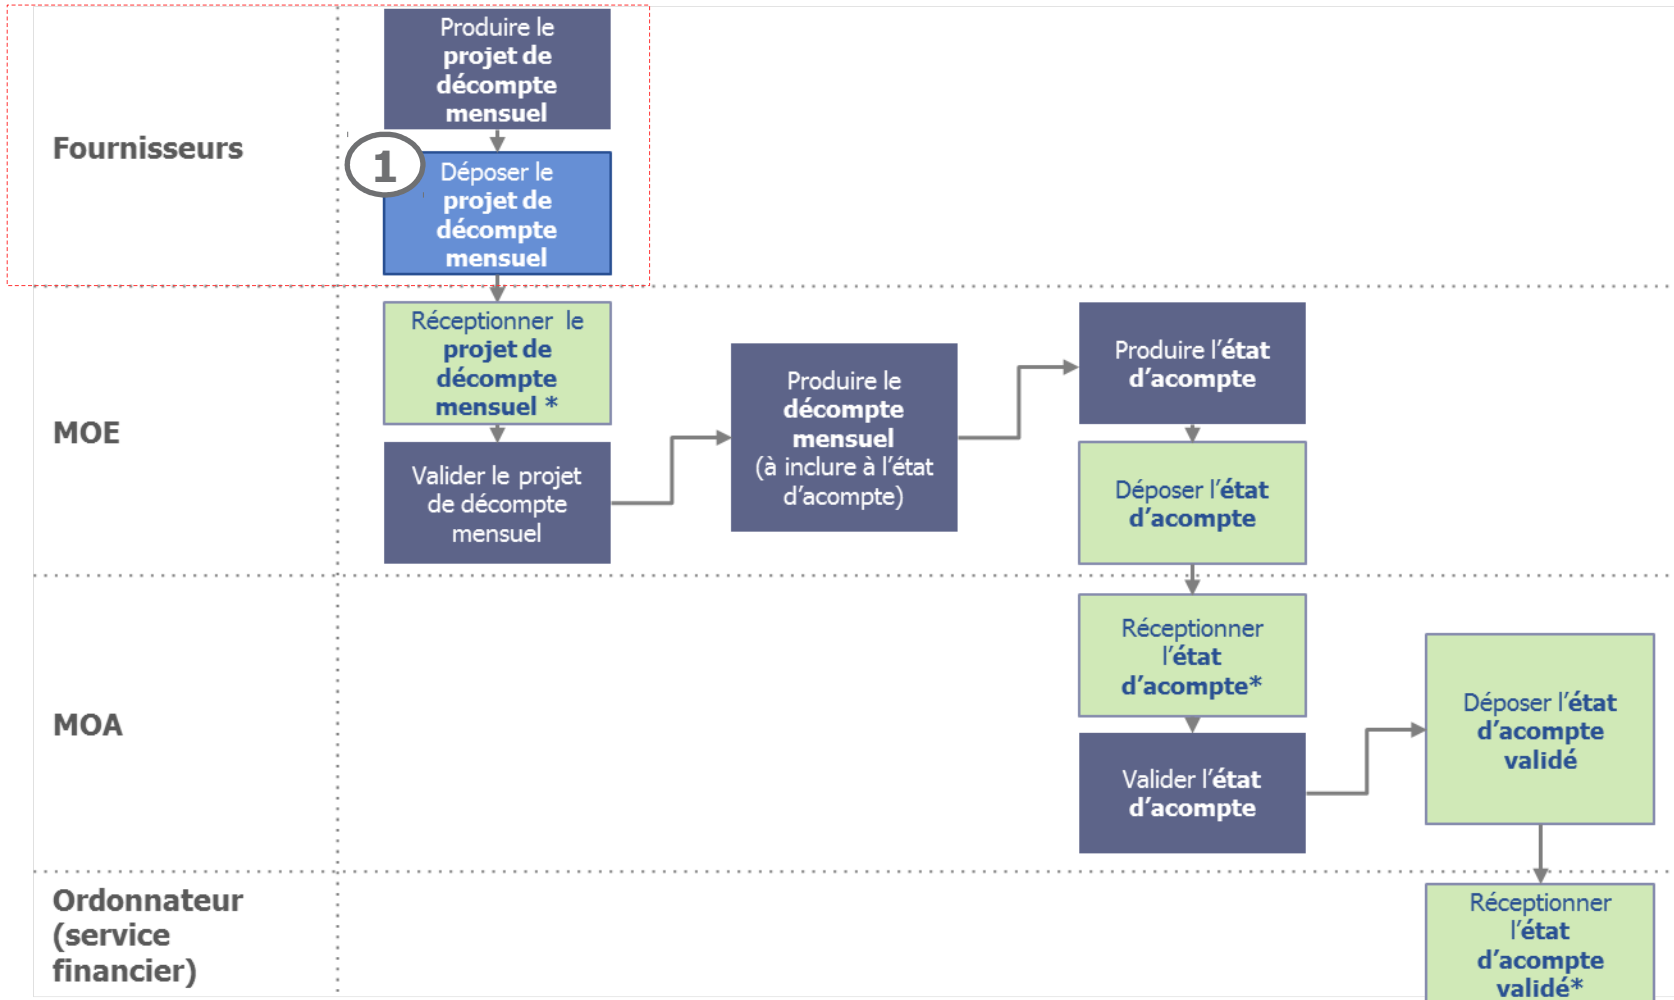 Fournisseurs
Produire le
projet de
décompte
mensuel
1
Déposer le
projet de
décompte
mensuel
MOE
Réceptionner le
projet de
décompte
mensuel *
Valider le projet
de décompte
mensuel
Produire le
décompte
mensuel
(à inclure à l’état
d’acompte)
Produire l’état
d’acompte
Déposer l’état
d’acompte
MOA
Réceptionner
l’état
d’acompte*
Valider l’état
d’acompte
Déposer l’état
d’acompte
validé
Ordonnateur
(service
financier)
Réceptionner
l’état
d’acompte
validé*